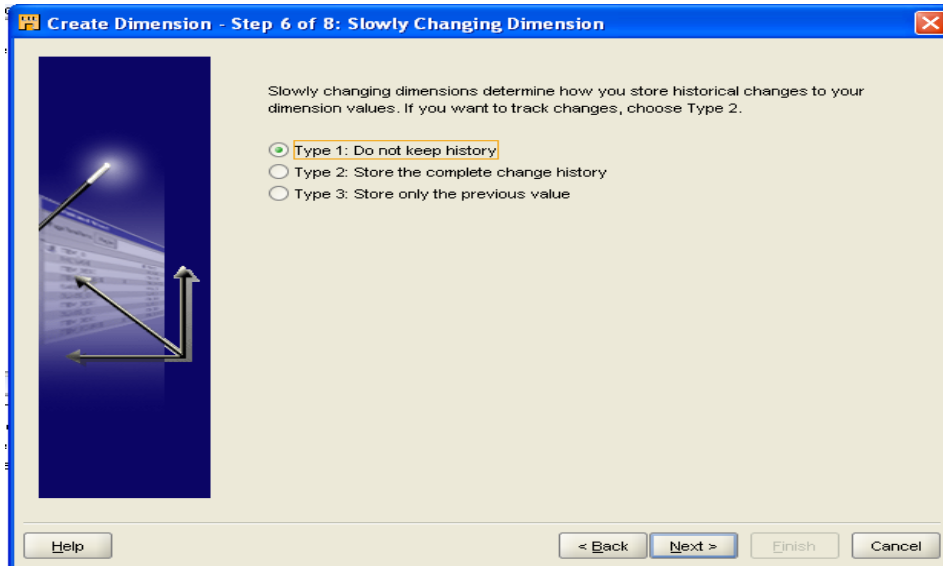 Create Dimension - Step 6 of 8: Slowly Changing Dimension
Slowly changing dimensions determine how you store historical changes to your
dimension values. If you want to track changes, choose Type 2.
Type 1: Do not keep history
Type 2: Store the complete change history
Type 3: Store only the previous value
Help
< Back
Next >
Finish
Cancel